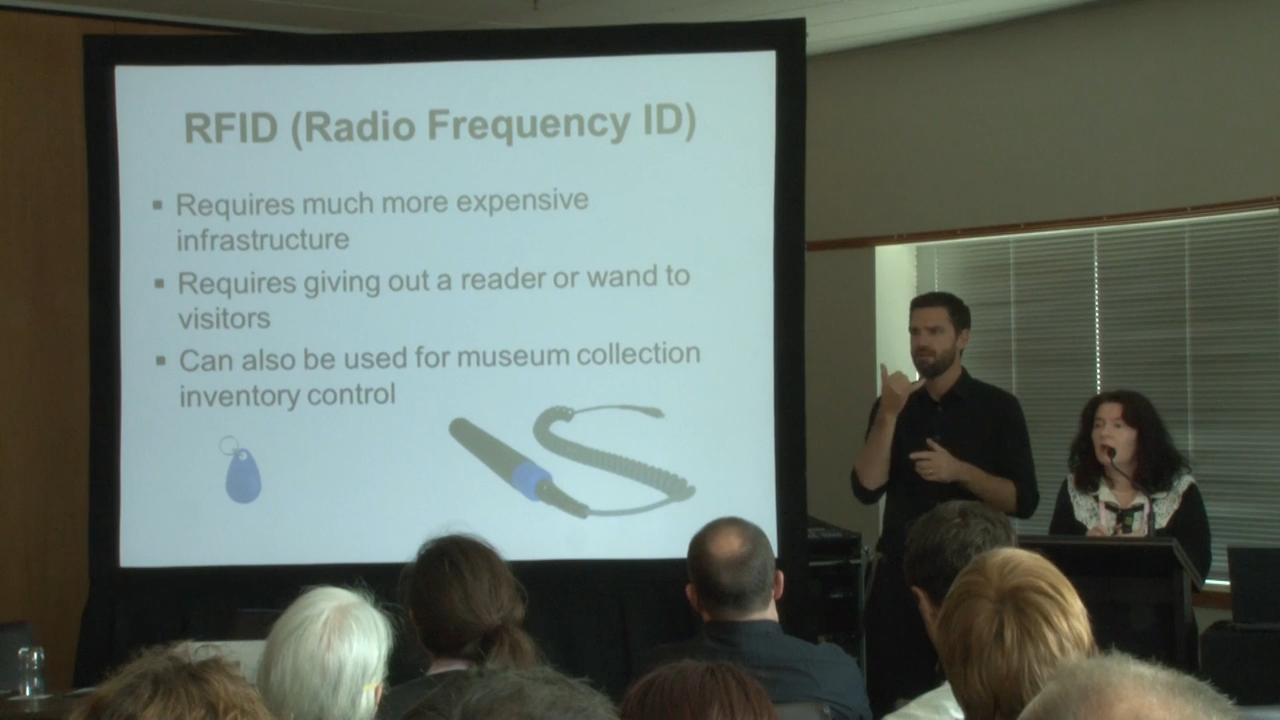 RFID (Radio Frequency ID)
▪ Requires much more expensive
infrastructure
▪ Requires giving out a reader or wand to
visitors
▪ Can also be used for museum collection
inventory control